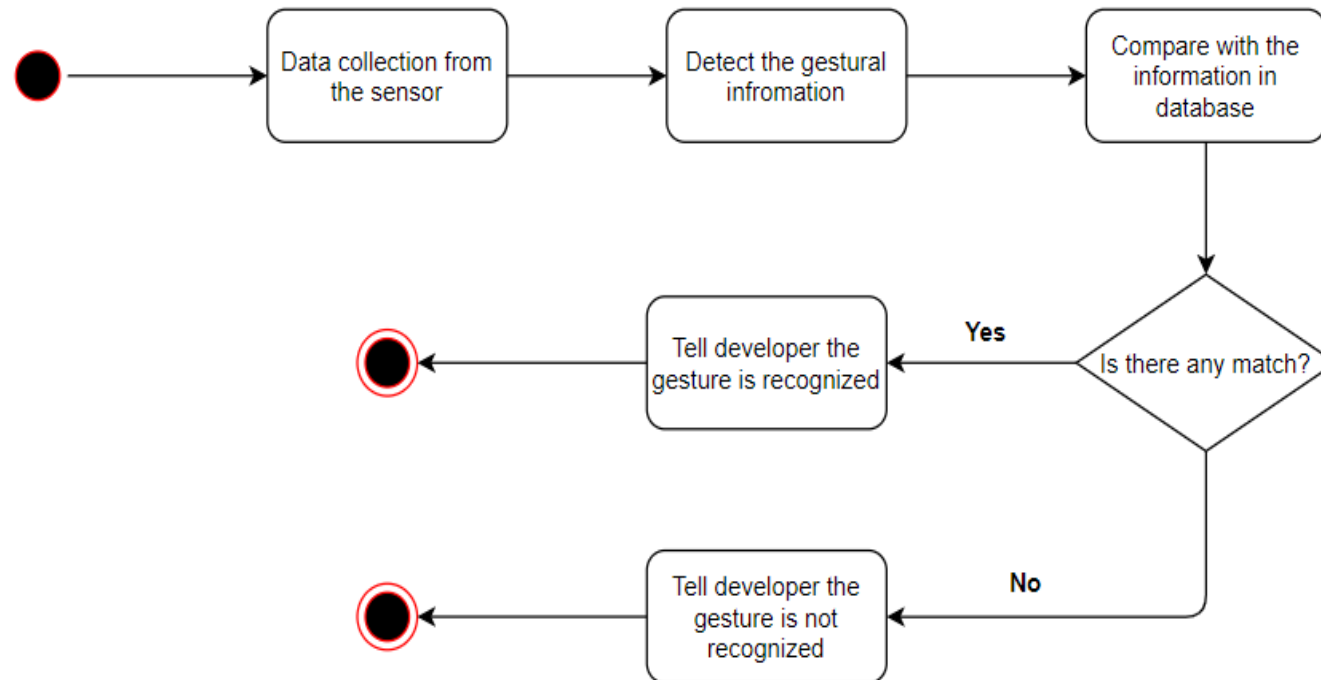 Data collection from
the sensor
Detect the gestural
infromation
Compare with the
information in
database
Is there any match?
Yes
Tell developer the
gesture is recognized
No
Tell developer the
gesture is not
recognized